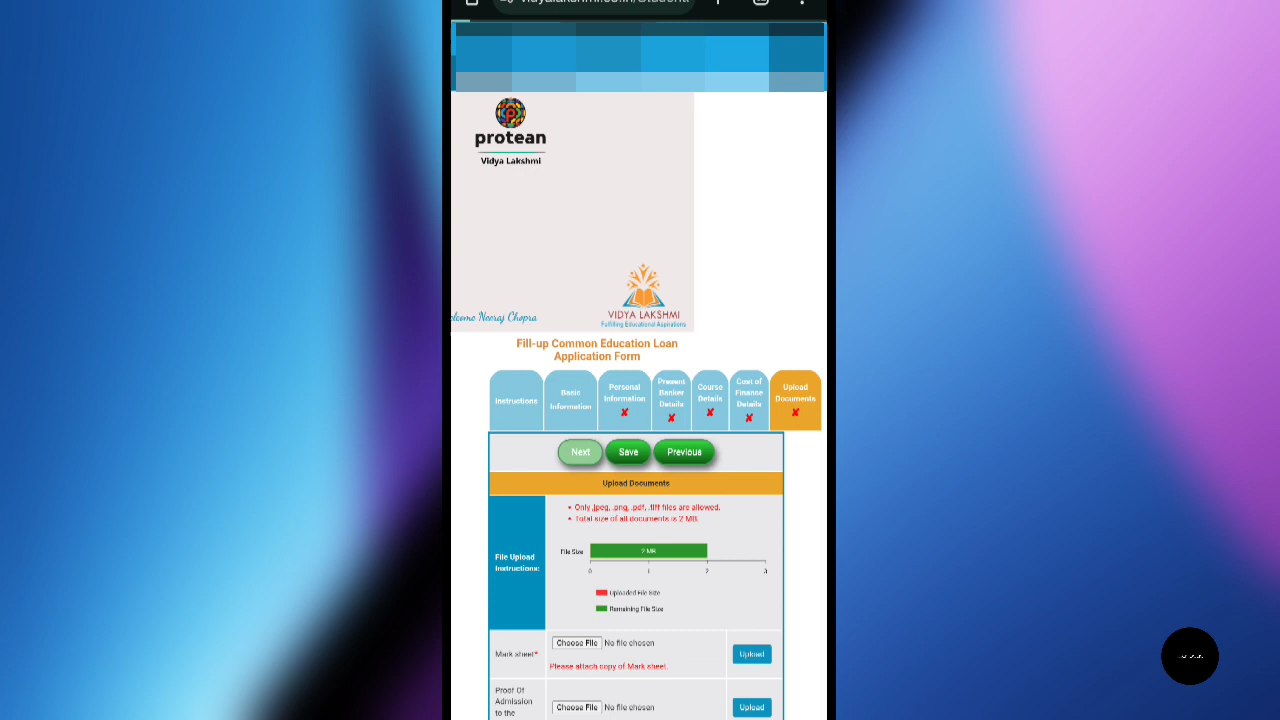 protean
Vidya Lakshmi
Welcome Neeraj Chopra
VIDYA LAKSHMI
Fulfilling Educational Aspirations
Fill-up Common Education Loan
Application Form
Instructions
Basic
Information
Personal
Information
✘
Present
Banker
Details
✘
Course
Details
✘
Cost of
Finance
Details
✘
Upload
Documents
✘
Next
Save
Previous
Upload Documents
File Upload
Instructions:
• Only .jpeg, .png, .pdf, .tiff files are allowed.
• Total size of all documents is 2 MB.
File Size
2 MB
0 1 2 3
Uploaded File Size
Remaining File Size
Mark sheet*
Choose File No file chosen
Please attach copy of Mark sheet.
Upload
Proof Of
Admission
to the
Choose File No file chosen
Upload